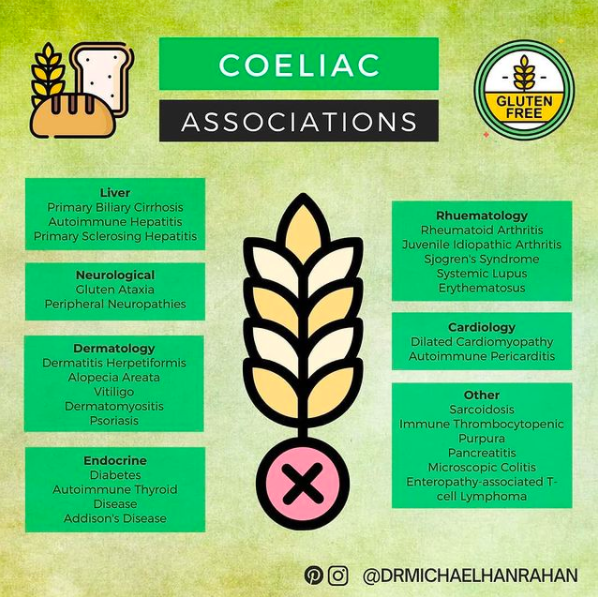 COELIAC
ASSOCIATIONS
GLUTEN
FREE
Liver
Primary Biliary Cirrhosis
Autoimmune Hepatitis
Primary Sclerosing Hepatitis
Neurological
Gluten Ataxia
Peripheral Neuropathies
Dermatology
Dermatitis Herpetiformis
Alopecia Areata
Vitiligo
Dermatomyositis
Psoriasis
Endocrine
Diabetes
Autoimmune Thyroid
Disease
Addison's Disease
Rhuematology
Rheumatoid Arthritis
Juvenile Idiopathic Arthritis
Sjogren's Syndrome
Systemic Lupus
Erythematosus
Cardiology
Dilated Cardiomyopathy
Autoimmune Pericarditis
Other
Sarcoidosis
Immune Thrombocytopenic
Purpura
Pancreatitis
Microscopic Colitis
Enteropathy-associated T-
cell Lymphoma
@DRMICHAELHANRAHAN